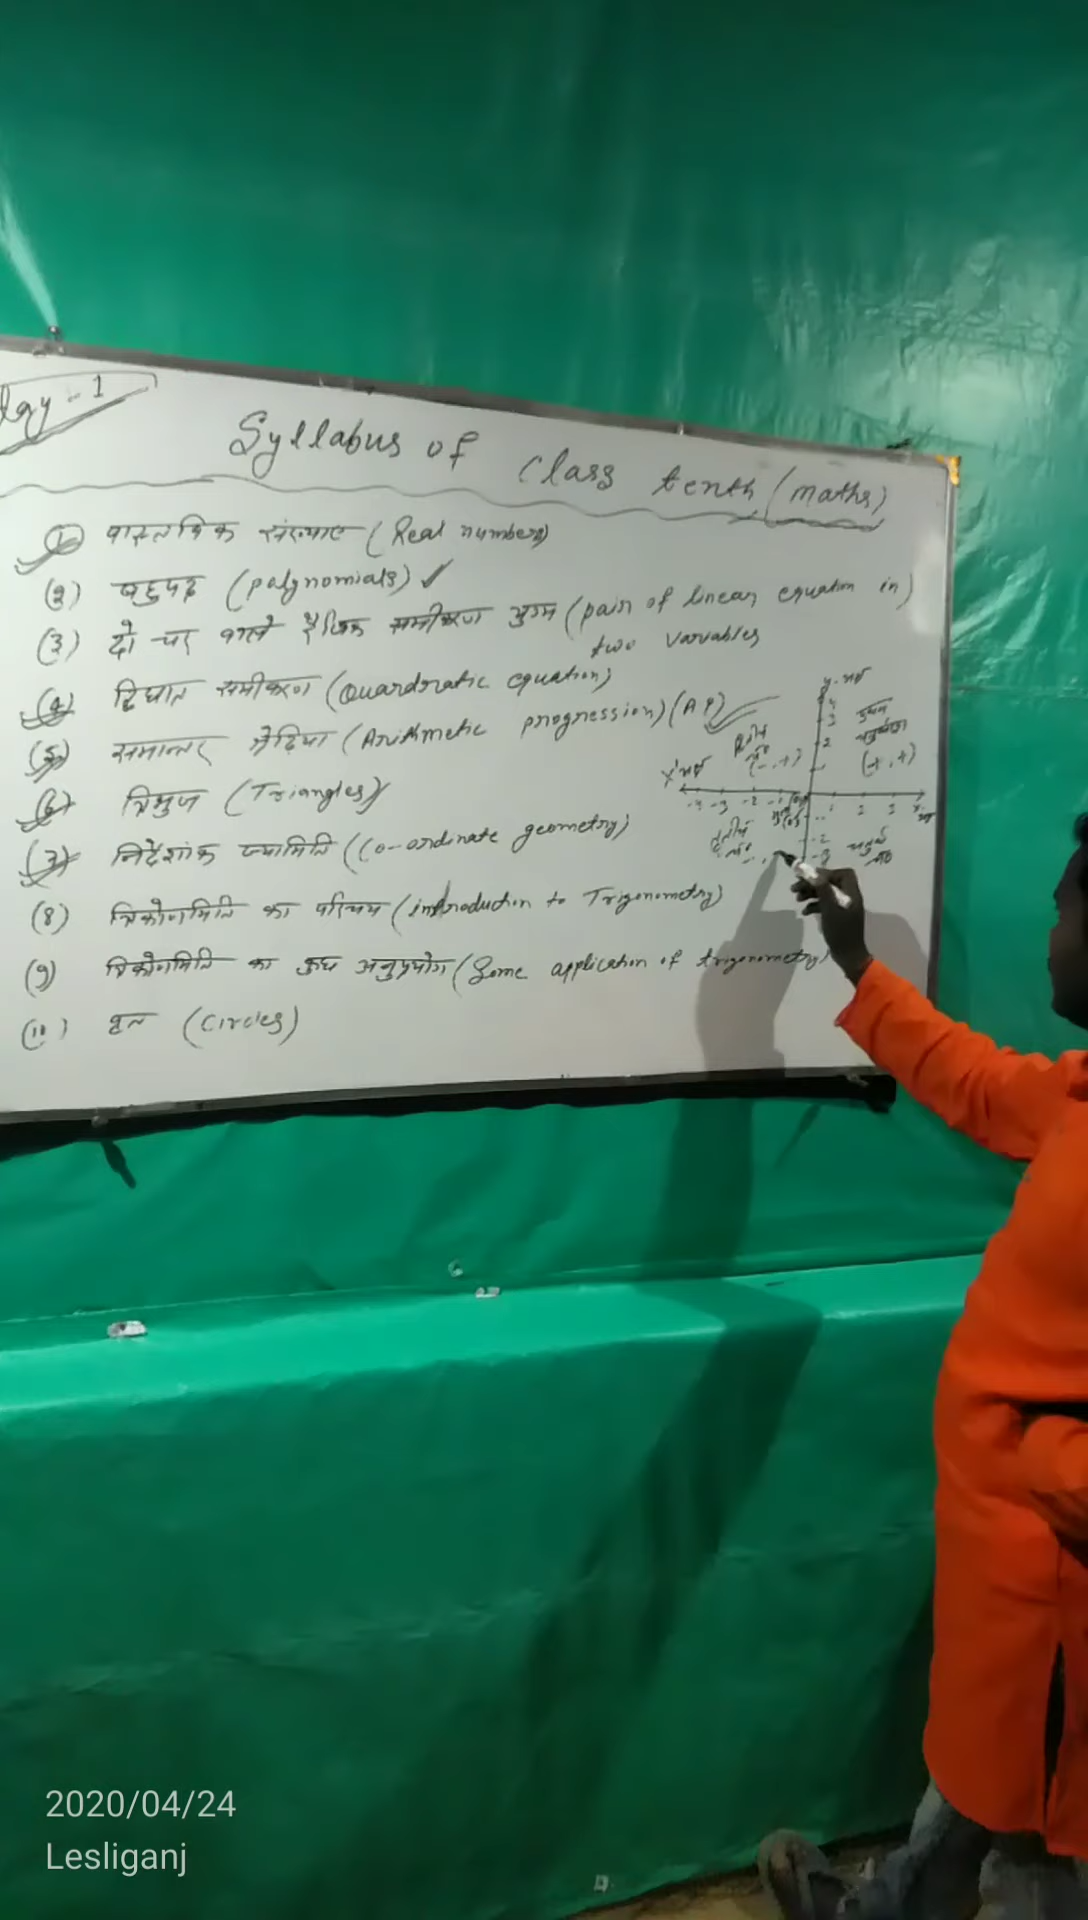 Day - 1
Syllabus of class tenth (maths)
(1) वास्तविक संख्याए (Real numbers)
(2) बहुपद (polynomials) ✓
(3) दो चर वाले रैखिक समीकरण युग्म (pair of linear equation in)
two variables
(4) द्विघात समीकरण (Quardratic equation)
(5) समान्तर श्रेढिया (Arithmetic progression) (A P)
(6) त्रिभुज (Triangles)
(7) निर्देशांक ज्यामिति (Co-ordinate geometry)
(8) त्रिकोणमिति का परिचय (introduction to Trigonometry)
(9) त्रिकोणमिति का कुछ अनुप्रयोग (Some application of trigonometry)
(10) वृत (Circles)
y-अक्ष
(-, +)
(+, +)
2020/04/24
Lesliganj